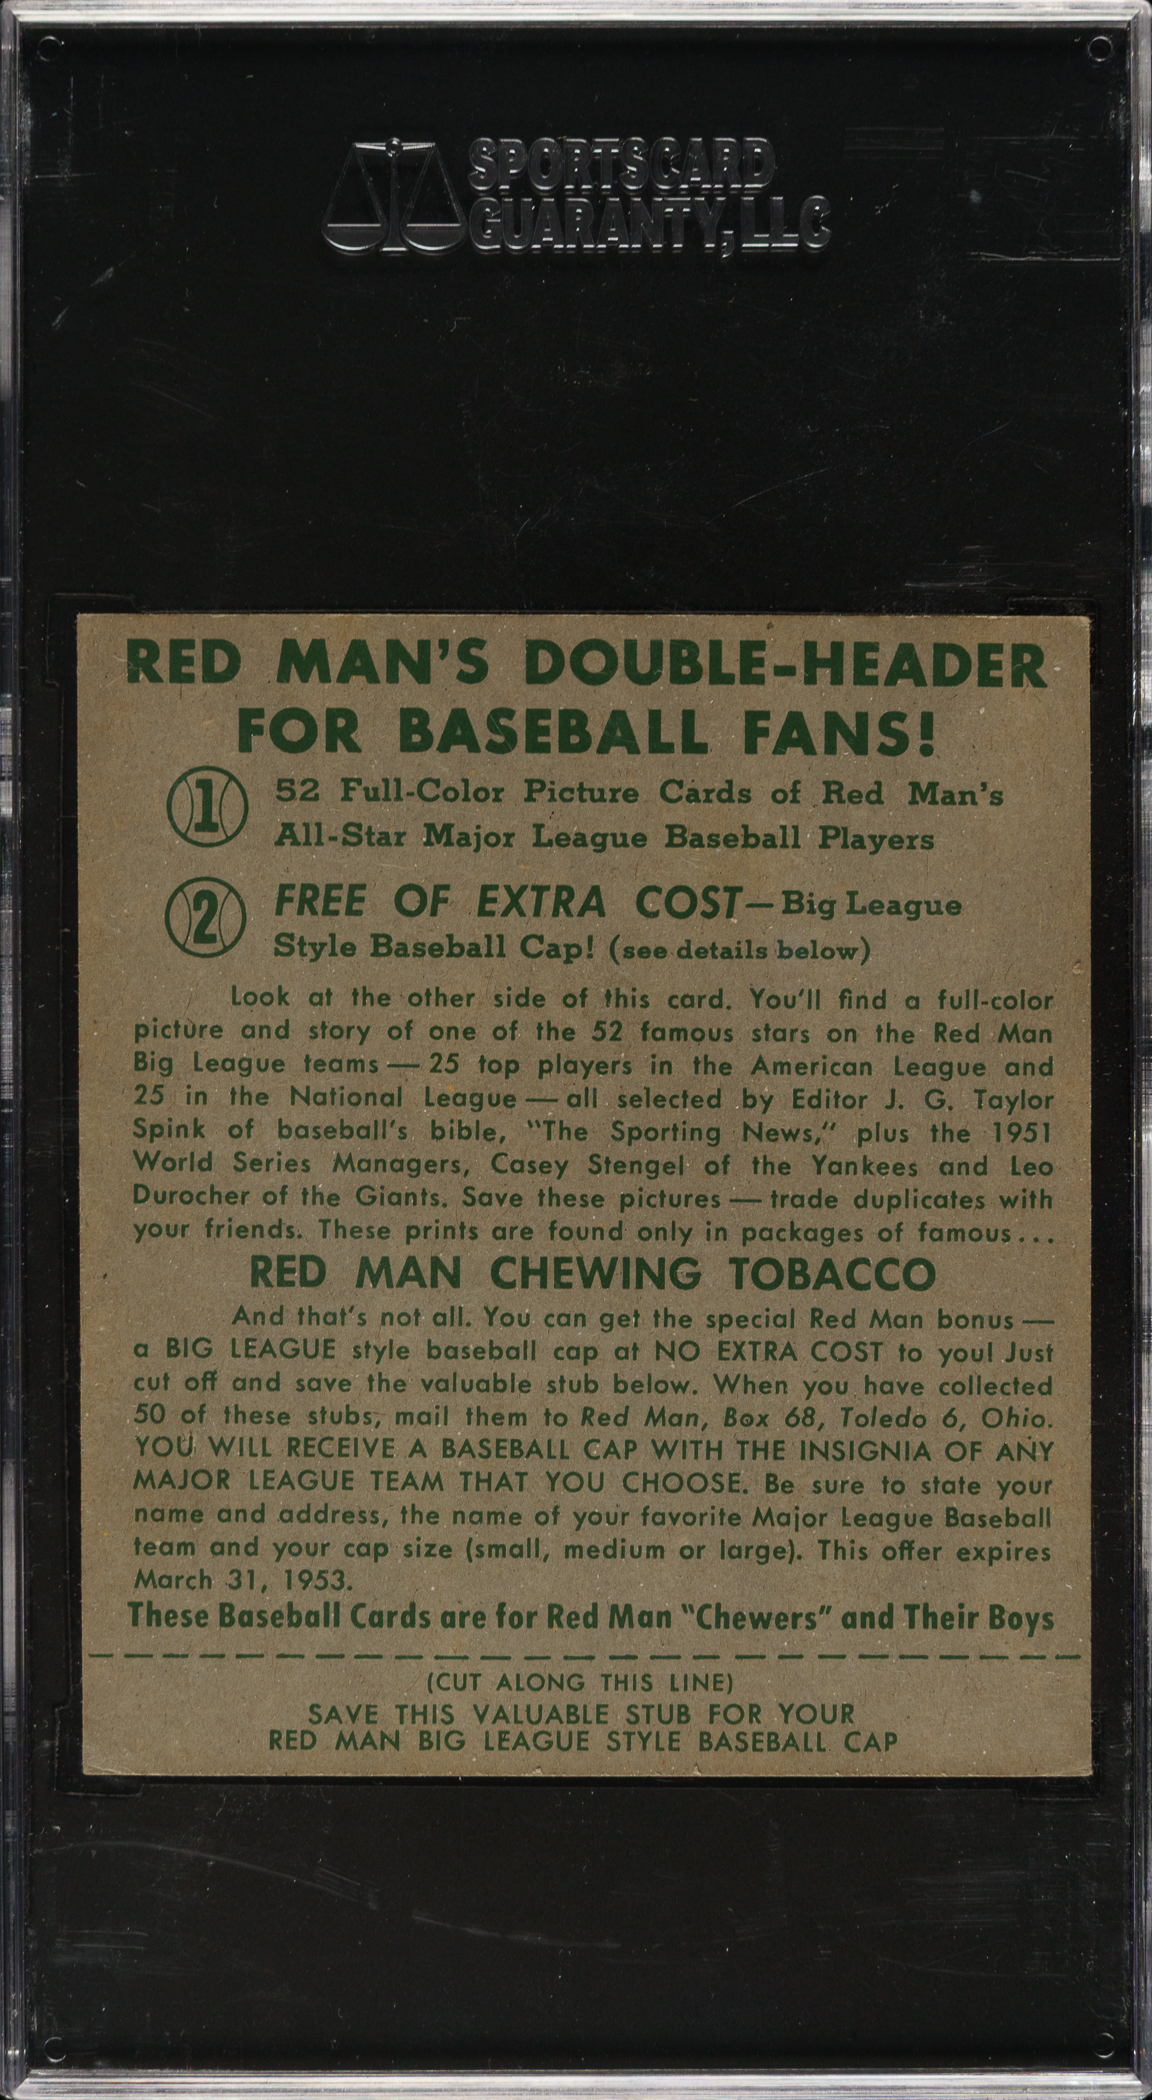 SPORTSCARD
GUARANTY, LLC
RED MAN'S DOUBLE-HEADER
FOR BASEBALL FANS!
1 52 Full-Color Picture Cards of Red Man's
All-Star Major League Baseball Players
2 FREE OF EXTRA COST—Big League
Style Baseball Cap! (see details below)
Look at the other side of this card. You'll find a full-color
picture and story of one of the 52 famous stars on the Red Man
Big League teams — 25 top players in the American League and
25 in the National League — all selected by Editor J. G. Taylor
Spink of baseball's bible, "The Sporting News," plus the 1951
World Series Managers, Casey Stengel of the Yankees and Leo
Durocher of the Giants. Save these pictures — trade duplicates with
your friends. These prints are found only in packages of famous...
RED MAN CHEWING TOBACCO
And that's not all. You can get the special Red Man bonus —
a BIG LEAGUE style baseball cap at NO EXTRA COST to you! Just
cut off and save the valuable stub below. When you have collected
50 of these stubs, mail them to Red Man, Box 68, Toledo 6, Ohio.
YOU WILL RECEIVE A BASEBALL CAP WITH THE INSIGNIA OF ANY
MAJOR LEAGUE TEAM THAT YOU CHOOSE. Be sure to state your
name and address, the name of your favorite Major League Baseball
team and your cap size (small, medium or large). This offer expires
March 31, 1953.
These Baseball Cards are for Red Man "Chewers" and Their Boys
(CUT ALONG THIS LINE)
SAVE THIS VALUABLE STUB FOR YOUR
RED MAN BIG LEAGUE STYLE BASEBALL CAP